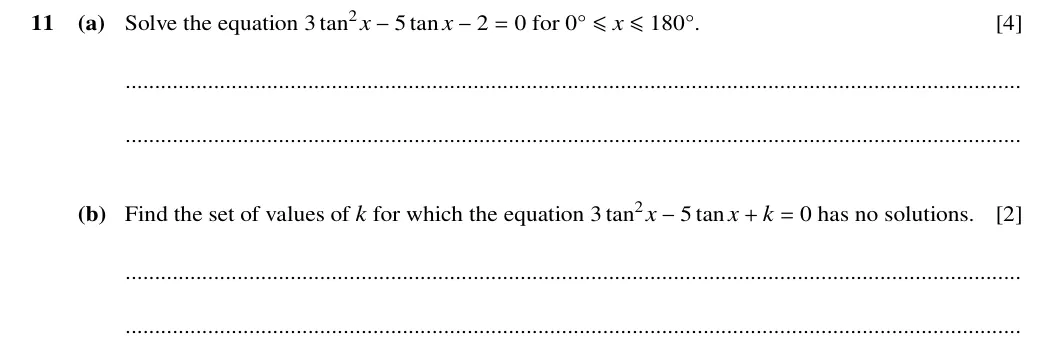 11 (a) Solve the equation 3 tan²x − 5 tan x − 2 = 0 for 0° ⩽ x ⩽ 180°. [4]
(b) Find the set of values of k for which the equation 3 tan²x − 5 tan x + k = 0 has no solutions. [2]